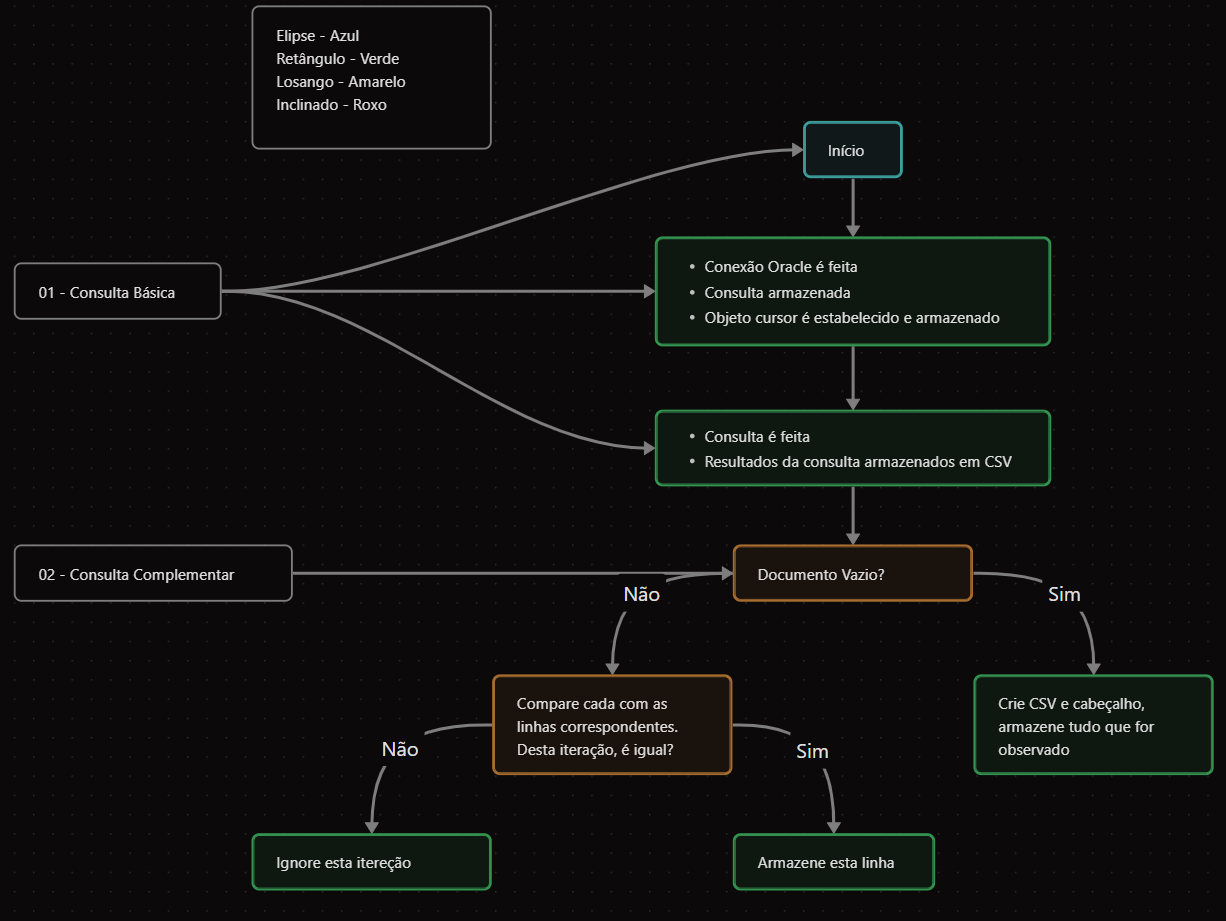 Elipse - Azul
Retângulo - Verde
Losango - Amarelo
Inclinado - Roxo
Início
01 - Consulta Básica
• Conexão Oracle é feita
• Consulta armazenada
• Objeto cursor é estabelecido e armazenado
• Consulta é feita
• Resultados da consulta armazenados em CSV
02 - Consulta Complementar
Documento Vazio?
Não
Sim
Compare cada com as
linhas correspondentes.
Desta iteração, é igual?
Crie CSV e cabeçalho,
armazene tudo que for
observado
Não
Sim
Ignore esta itereção
Armazene esta linha